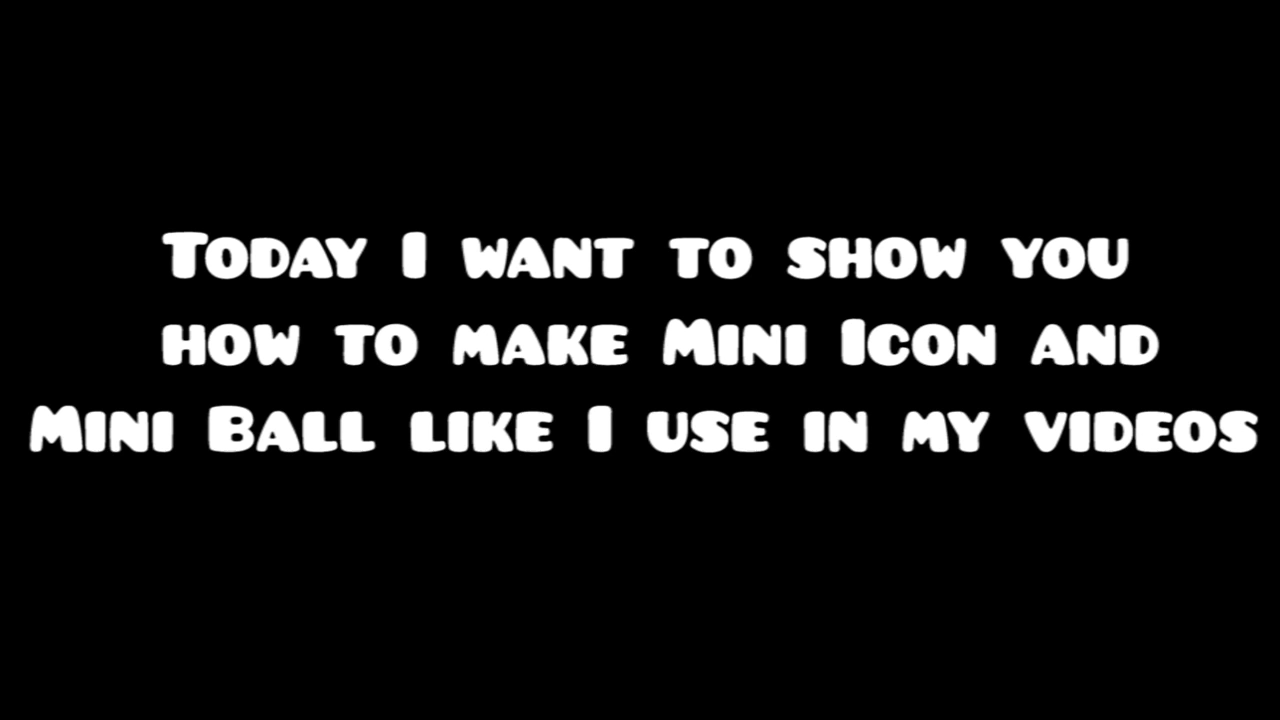 Today I want to show you
how to make Mini Icon and
Mini Ball like I use in my videos